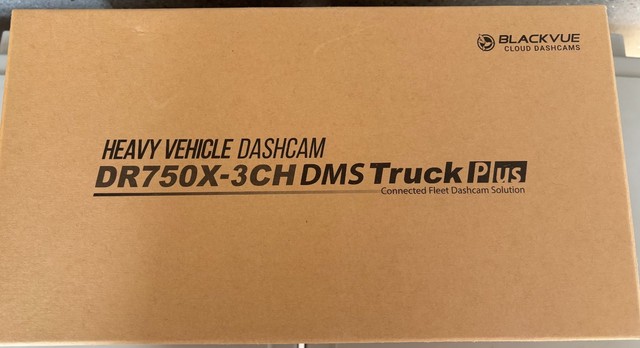 BLACKVUE
CLOUD DASHCAMS
HEAVY VEHICLE DASHCAM
DR750X-3CH DMS Truck Plus
Connected Fleet Dashcam Solution